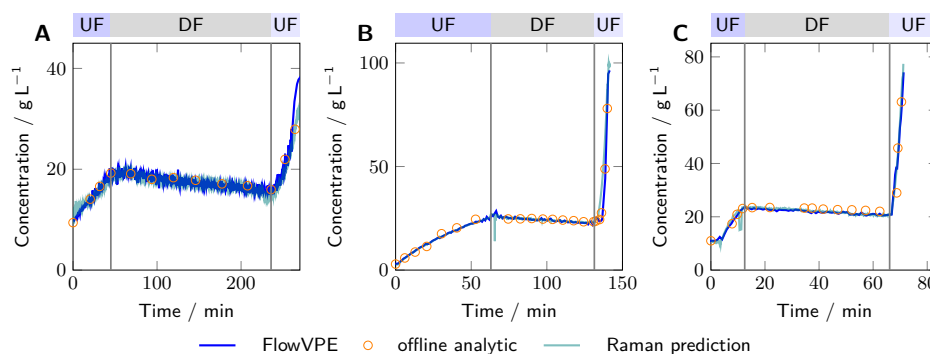 UF DF UF
UF DF UF
UF DF UF
A
B
C
Concentration / g L⁻¹
40
20
0
0 100 200
Time / min
Concentration / g L⁻¹
100
50
0
0 50 100 150
Time / min
Concentration / g L⁻¹
80
60
40
20
0
0 20 40 60 80
Time / min
FlowVPE offline analytic Raman prediction